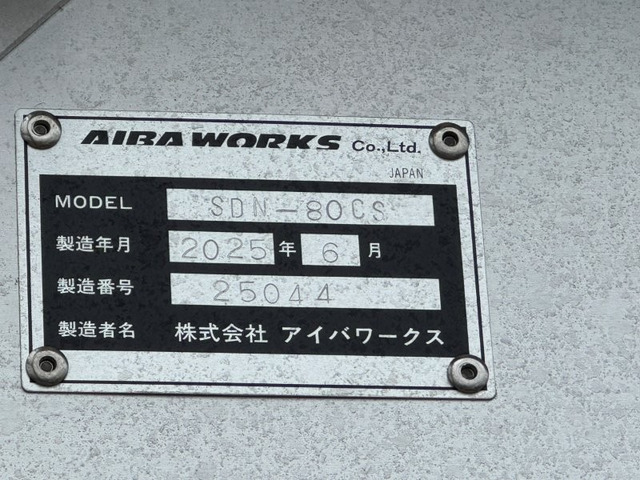 AIBA WORKS Co.,Ltd.
JAPAN
MODEL SDN-80CS
製造年月 2025 年 6 月
製造番号 25044
製造者名 株式会社 アイバワークス